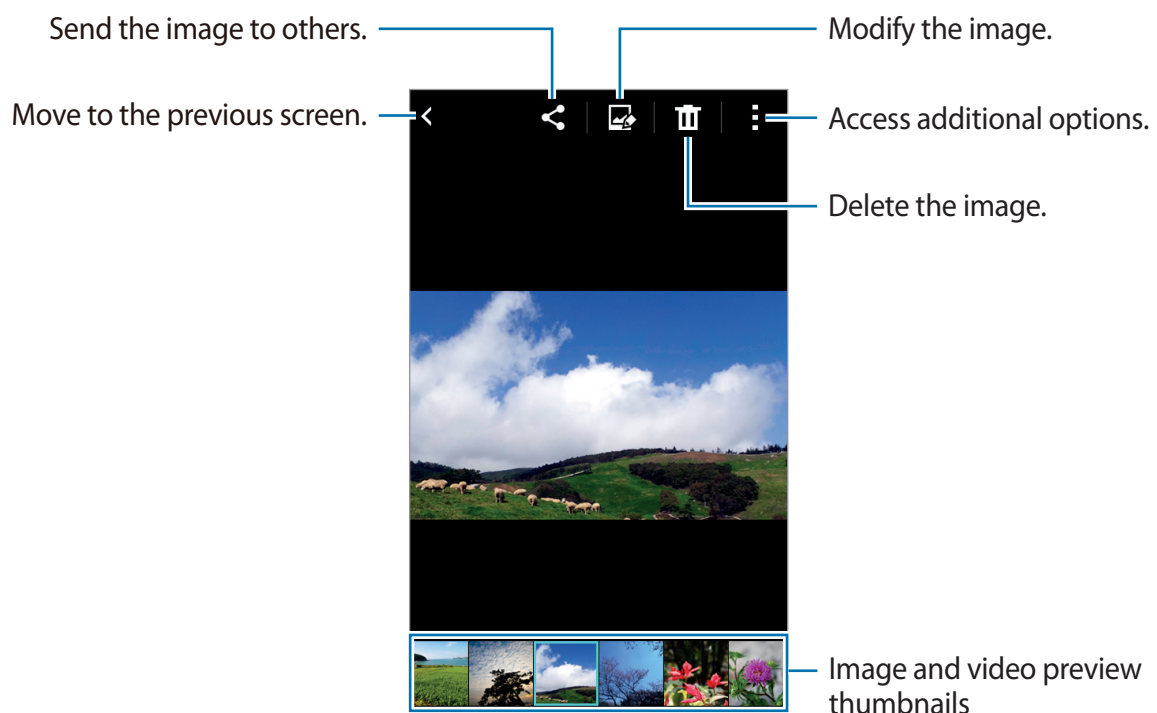 Send the image to others.
Modify the image.
Move to the previous screen.
Access additional options.
Delete the image.
Image and video preview
thumbnails